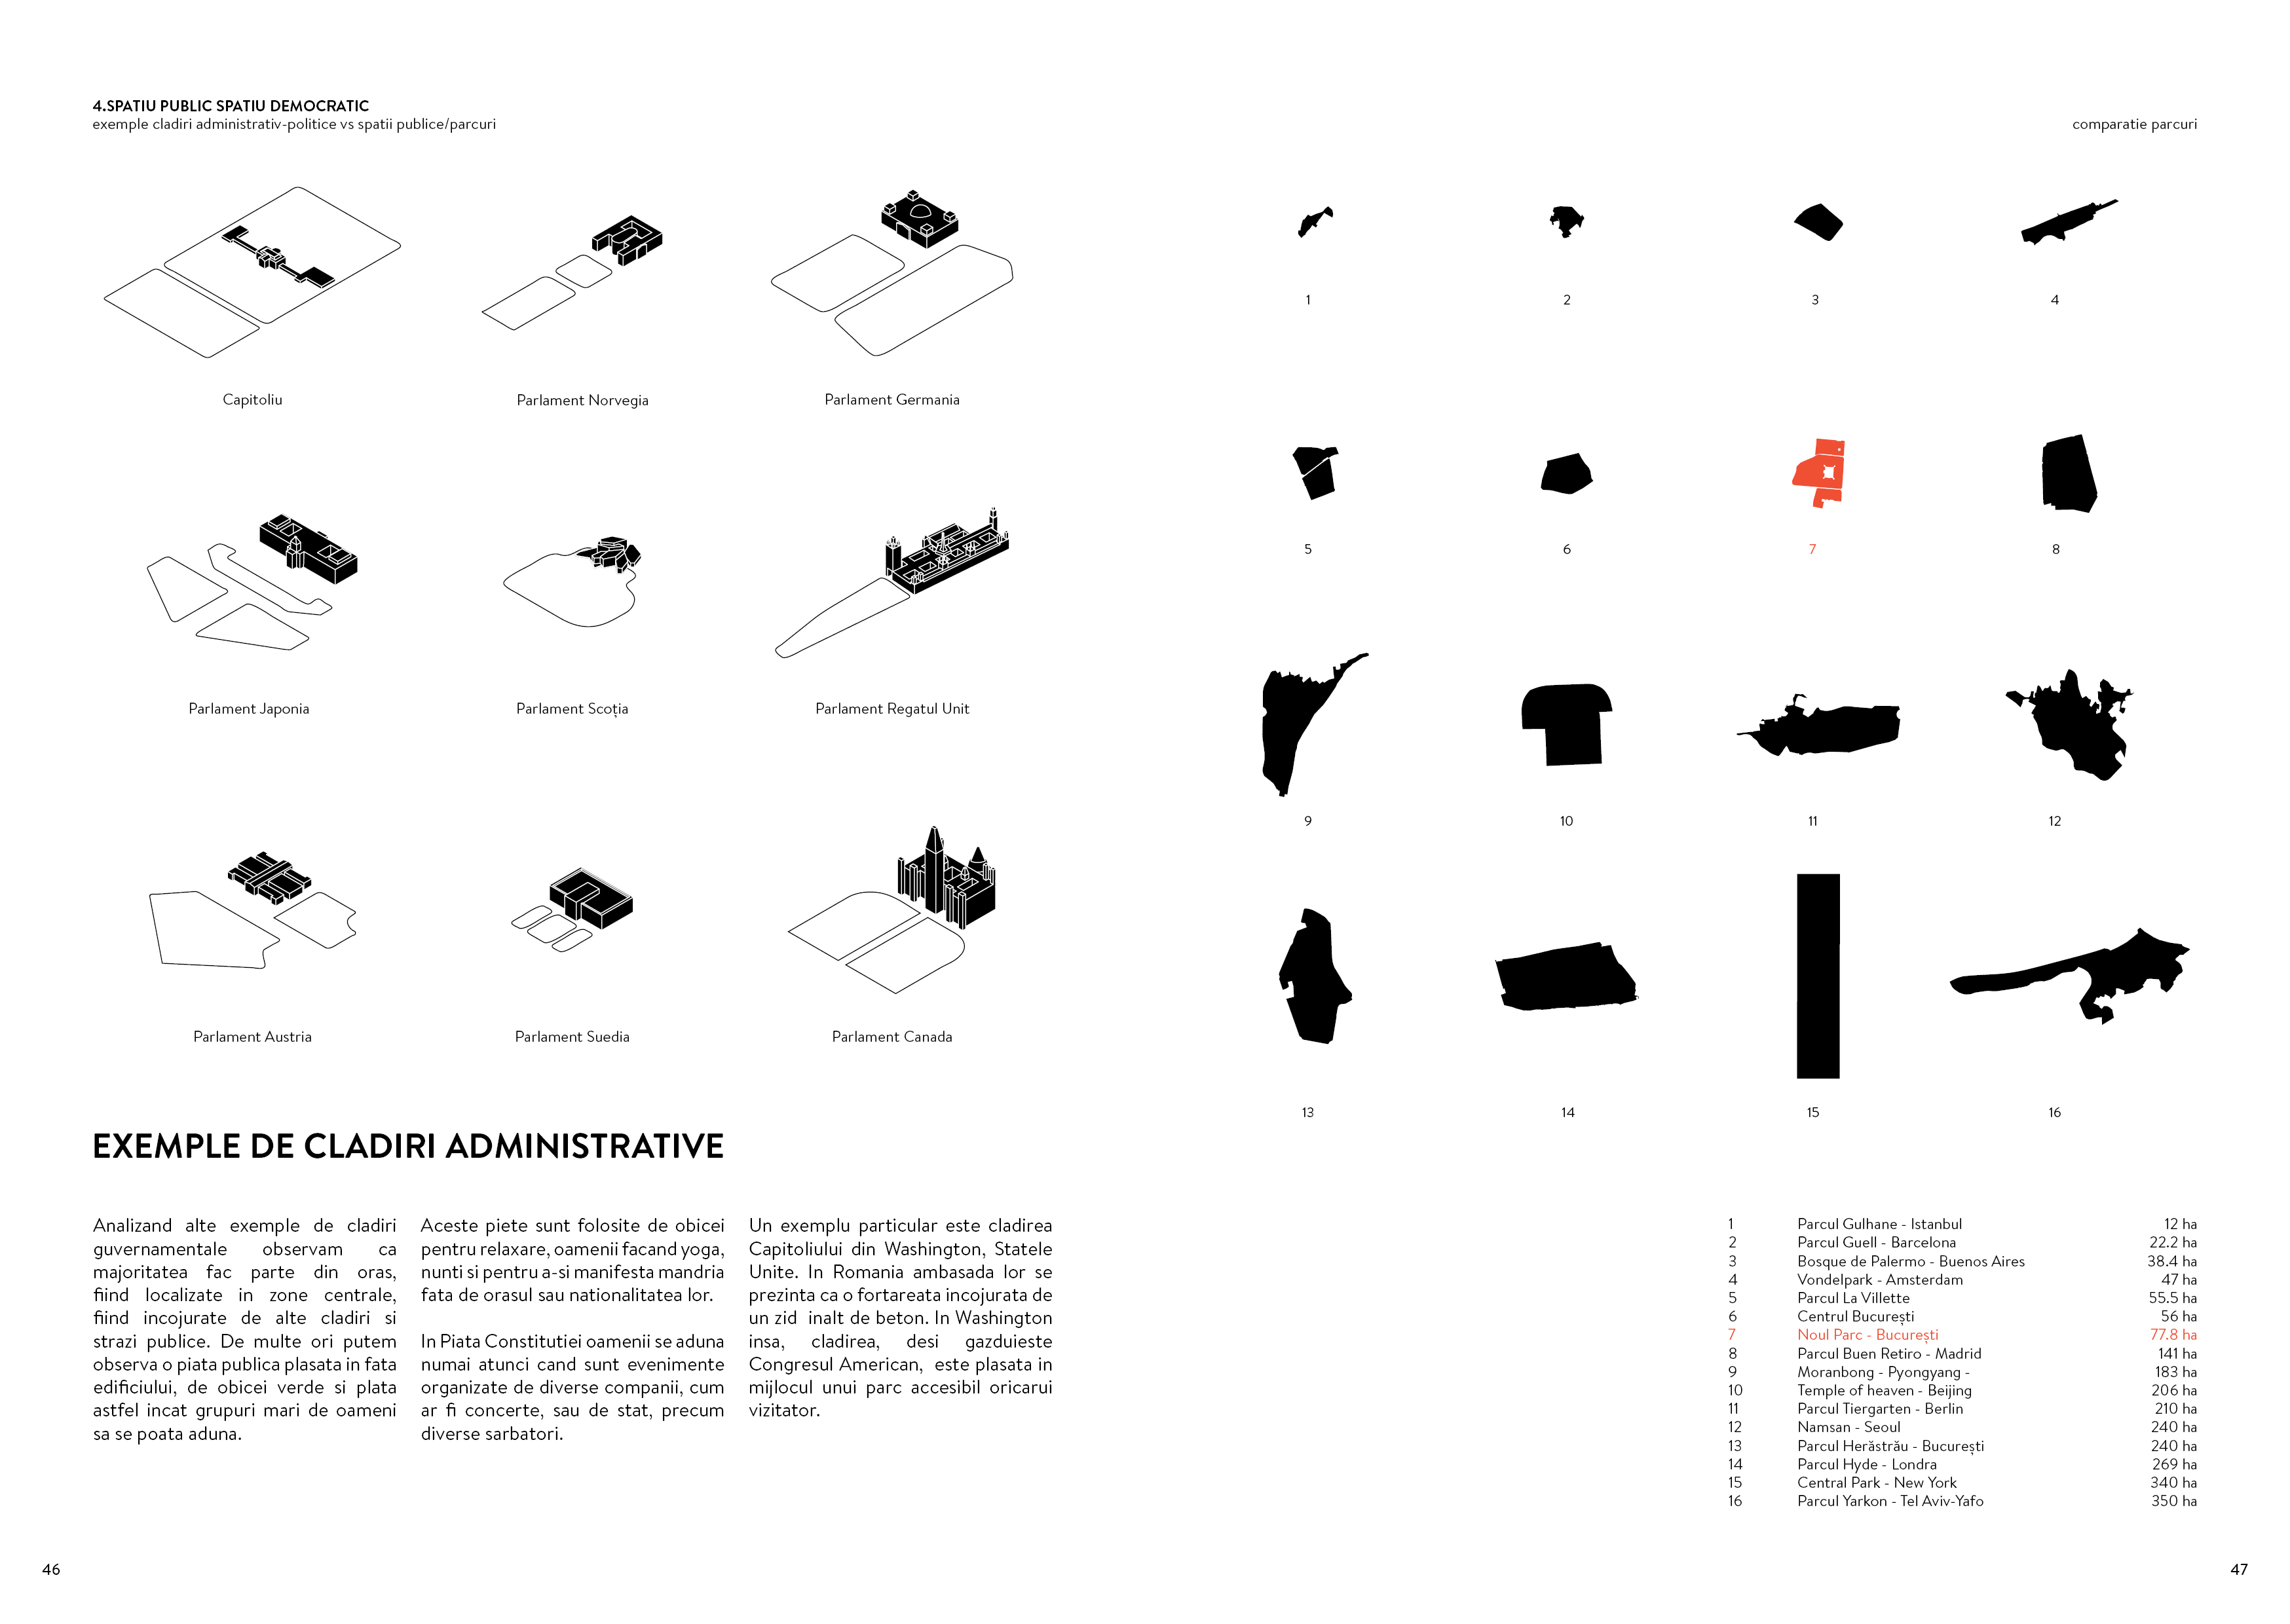 4.SPATIU PUBLIC SPATIU DEMOCRATIC
exemple cladiri administrativ-politice vs spatii publice/parcuri
Capitoliu
Parlament Norvegia
Parlament Germania
Parlament Japonia
Parlament Scoția
Parlament Regatul Unit
Parlament Austria
Parlament Suedia
Parlament Canada
EXEMPLE DE CLADIRI ADMINISTRATIVE
Analizand alte exemple de cladiri
guvernamentale observam ca
majoritatea fac parte din oras,
fiind localizate in zone centrale,
fiind incojurate de alte cladiri si
strazi publice. De multe ori putem
observa o piata publica plasata in fata
edificiului, de obicei verde si plata
astfel incat grupuri mari de oameni
sa se poata aduna.
Aceste piete sunt folosite de obicei
pentru relaxare, oamenii facand yoga,
nunti si pentru a-si manifesta mandria
fata de orasul sau nationalitatea lor.
In Piata Constitutiei oamenii se aduna
numai atunci cand sunt evenimente
organizate de diverse companii, cum
ar fi concerte, sau de stat, precum
diverse sarbatori.
Un exemplu particular este cladirea
Capitoliului din Washington, Statele
Unite. In Romania ambasada lor se
prezinta ca o fortareata incojurata de
un zid inalt de beton. In Washington
insa, cladirea, desi gazduieste
Congresul American, este plasata in
mijlocul unui parc accesibil oricarui
vizitator.
46
comparatie parcuri
1
2
3
4
5
6
7
8
9
10
11
12
13
14
15
16
1 Parcul Gulhane - Istanbul 12 ha
2 Parcul Guell - Barcelona 22.2 ha
3 Bosque de Palermo - Buenos Aires 38.4 ha
4 Vondelpark - Amsterdam 47 ha
5 Parcul La Villette 55.5 ha
6 Centrul București 56 ha
7 Noul Parc - București 77.8 ha
8 Parcul Buen Retiro - Madrid 141 ha
9 Moranbong - Pyongyang - 183 ha
10 Temple of heaven - Beijing 206 ha
11 Parcul Tiergarten - Berlin 210 ha
12 Namsan - Seoul 240 ha
13 Parcul Herăstrău - București 240 ha
14 Parcul Hyde - Londra 269 ha
15 Central Park - New York 340 ha
16 Parcul Yarkon - Tel Aviv-Yafo 350 ha
47